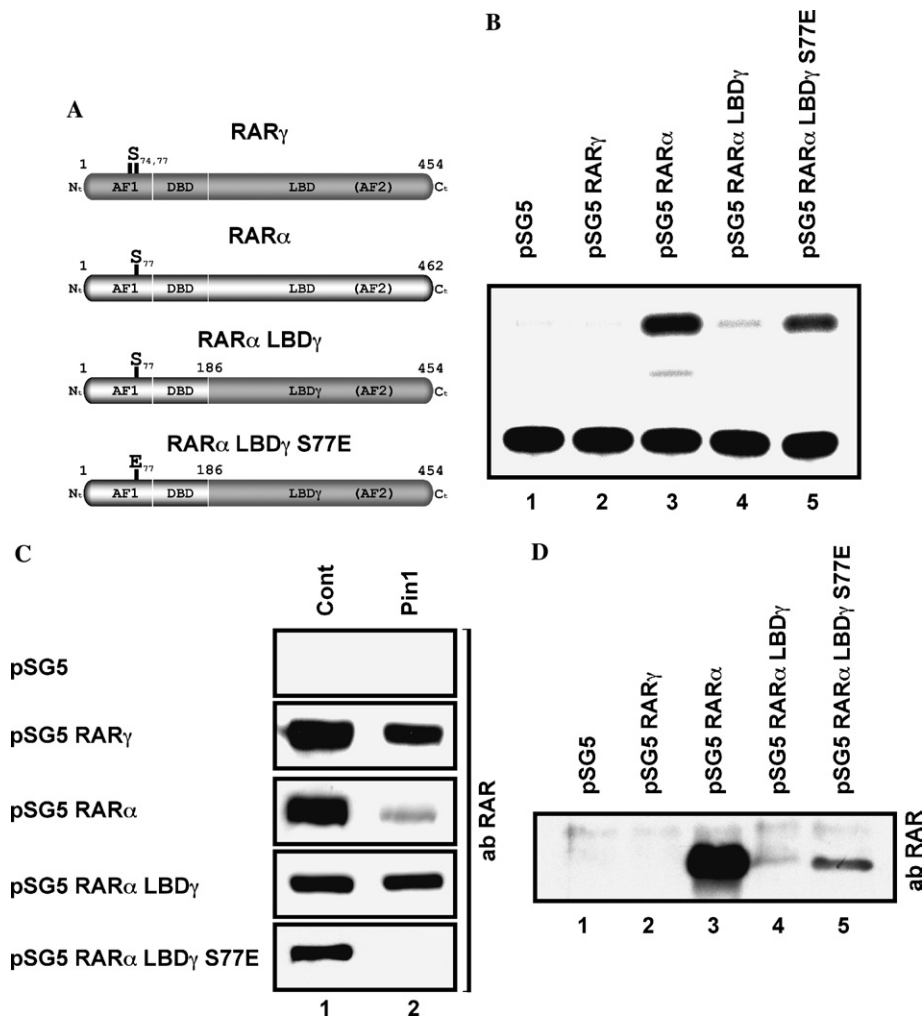 A
RARγ
S 74,77
1 454
Nt AF1 DBD LBD (AF2) Ct
RARα
S 77
1 462
Nt AF1 DBD LBD (AF2) Ct
RARα LBDγ
S 77
1 186 454
Nt AF1 DBD LBDγ (AF2) Ct
RARα LBDγ S77E
E 77
1 186 454
Nt AF1 DBD LBDγ (AF2) Ct
B
pSG5
pSG5 RARγ
pSG5 RARα
pSG5 RARα LBDγ
pSG5 RARα LBDγ S77E
1 2 3 4 5
C
Cont
Pin1
pSG5
pSG5 RARγ
pSG5 RARα
pSG5 RARα LBDγ
pSG5 RARα LBDγ S77E
ab RAR
1 2
D
pSG5
pSG5 RARγ
pSG5 RARα
pSG5 RARα LBDγ
pSG5 RARα LBDγ S77E
ab RAR
1 2 3 4 5